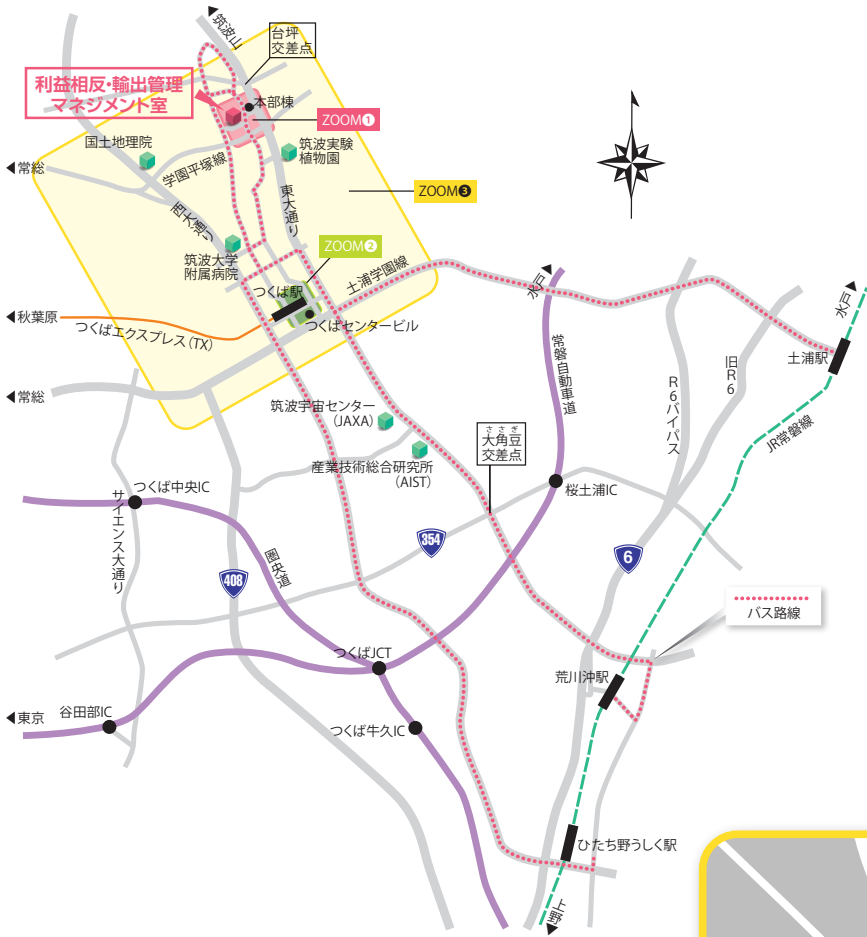 筑波山
台坪
交差点
利益相反・輸出管理
マネジメント室
本部棟
ZOOM❶
国土地理院
筑波実験
植物園
常総
学園平塚線
ZOOM❸
東大通り
西大通り
筑波大学
附属病院
ZOOM❷
土浦学園線
水戸
水戸
つくば駅
秋葉原
つくばエクスプレス(TX)
つくばセンタービル
土浦駅
常磐自動車道
旧R6
R6バイパス
JR常磐線
常総
筑波宇宙センター
(JAXA)
ささぎ
大角豆
交差点
産業技術総合研究所
(AIST)
つくば中央IC
桜土浦IC
サイエンス大通り
354
6
圏央道
408
バス路線
つくばJCT
荒川沖駅
東京
谷田部IC
つくば牛久IC
ひたち野うしく駅
上野